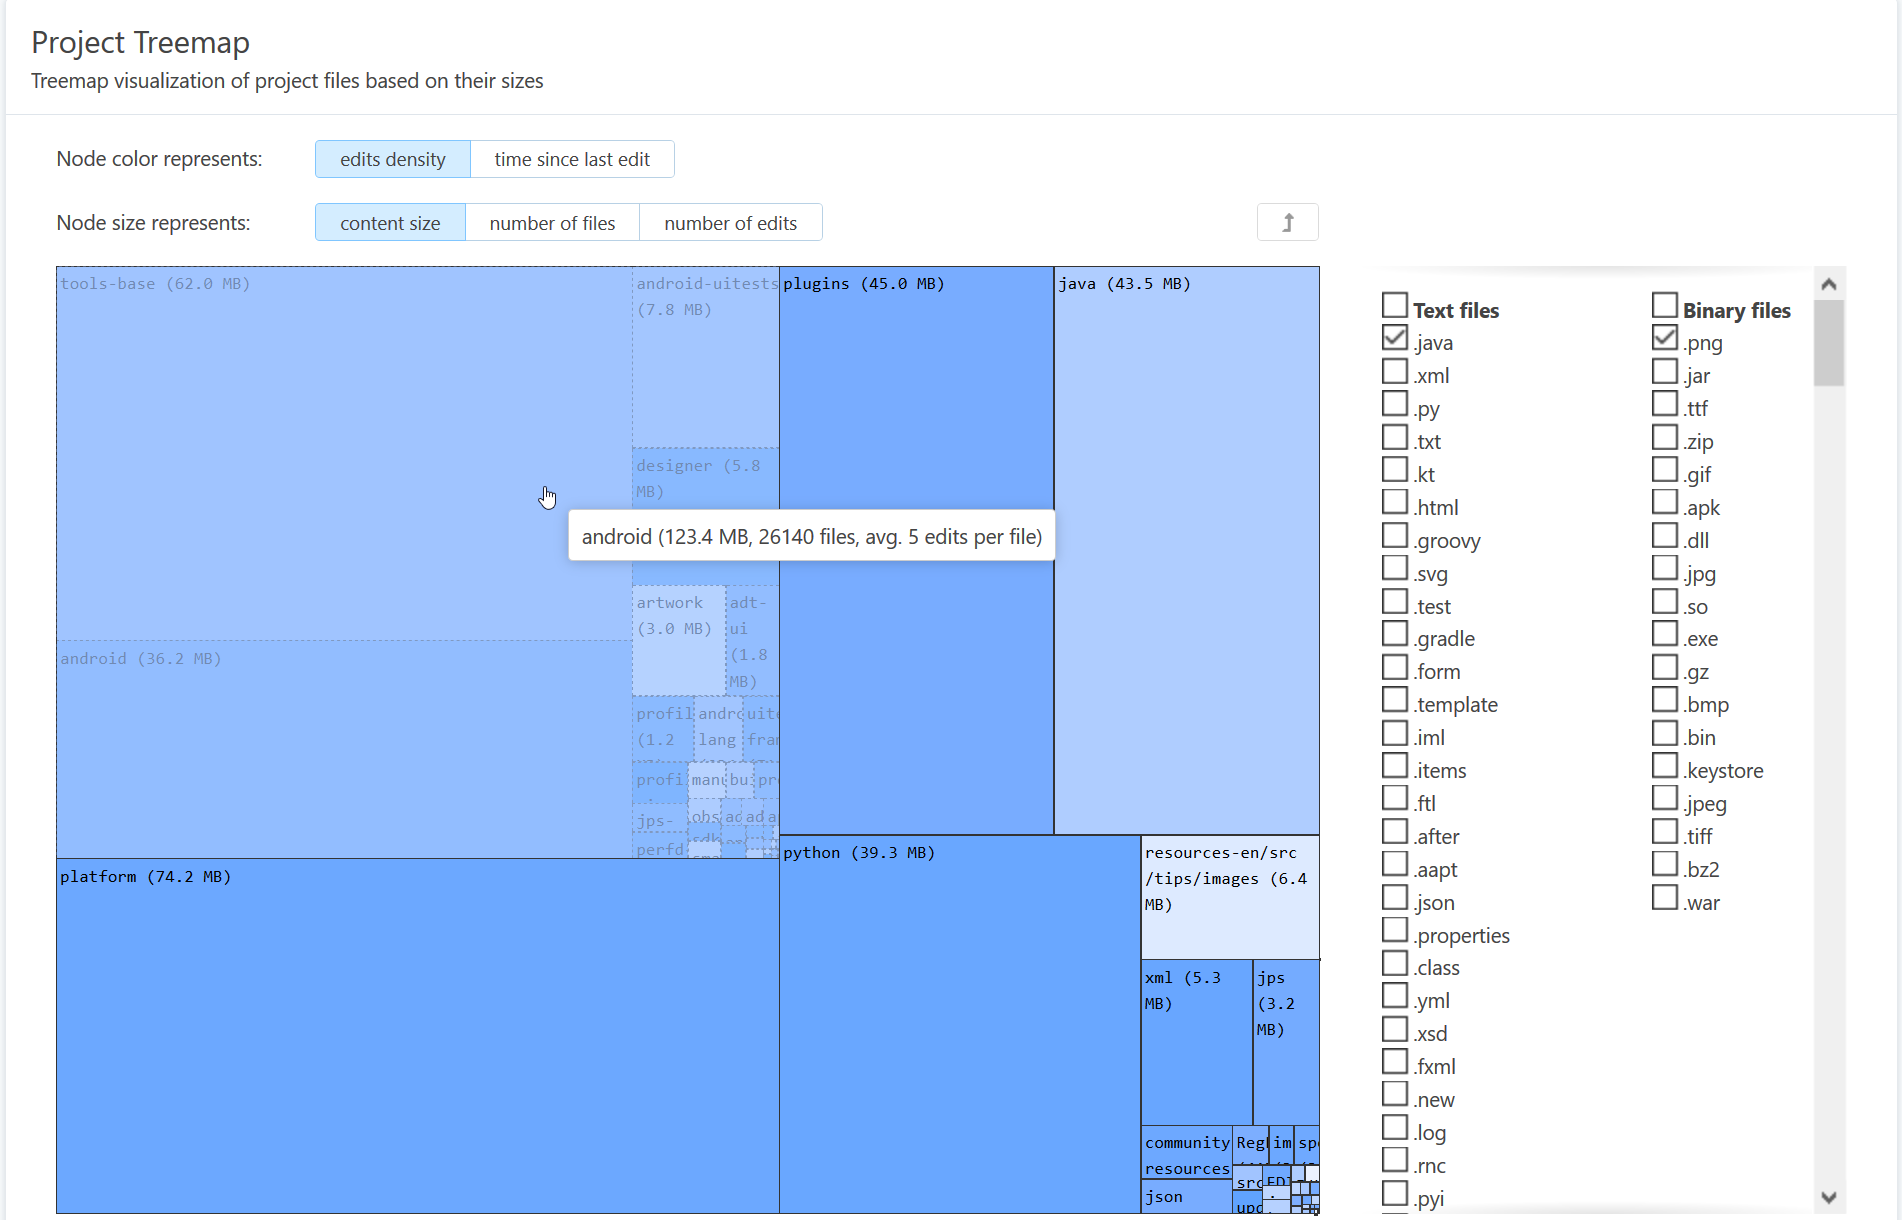 Project Treemap
Treemap visualization of project files based on their sizes
Node color represents:
edits density
time since last edit
Node size represents:
content size
number of files
number of edits
tools-base (62.0 MB)
android-uitests
(7.8 MB)
plugins (45.0 MB)
java (43.5 MB)
designer (5.8
MB)
android (123.4 MB, 26140 files, avg. 5 edits per file)
artwork
(3.0 MB)
adt-
ui
(1.8
MB)
android (36.2 MB)
profil
(1.2
andro
lang
uite
fram
profi
manu
bu
pr
jps-
obs
ad
ad
a
perfd
platform (74.2 MB)
python (39.3 MB)
resources-en/src
/tips/images (6.4
MB)
xml (5.3
MB)
jps
(3.2
MB)
community
resources
Reg
im
sp
json
src
upd
Text files
.java
.xml
.py
.txt
.kt
.html
.groovy
.svg
.test
.gradle
.form
.template
.iml
.items
.ftl
.after
.aapt
.json
.properties
.class
.yml
.xsd
.fxml
.new
.log
.rnc
.pyi
Binary files
.png
.jar
.ttf
.zip
.gif
.apk
.dll
.jpg
.so
.exe
.gz
.bmp
.bin
.keystore
.jpeg
.tiff
.bz2
.war